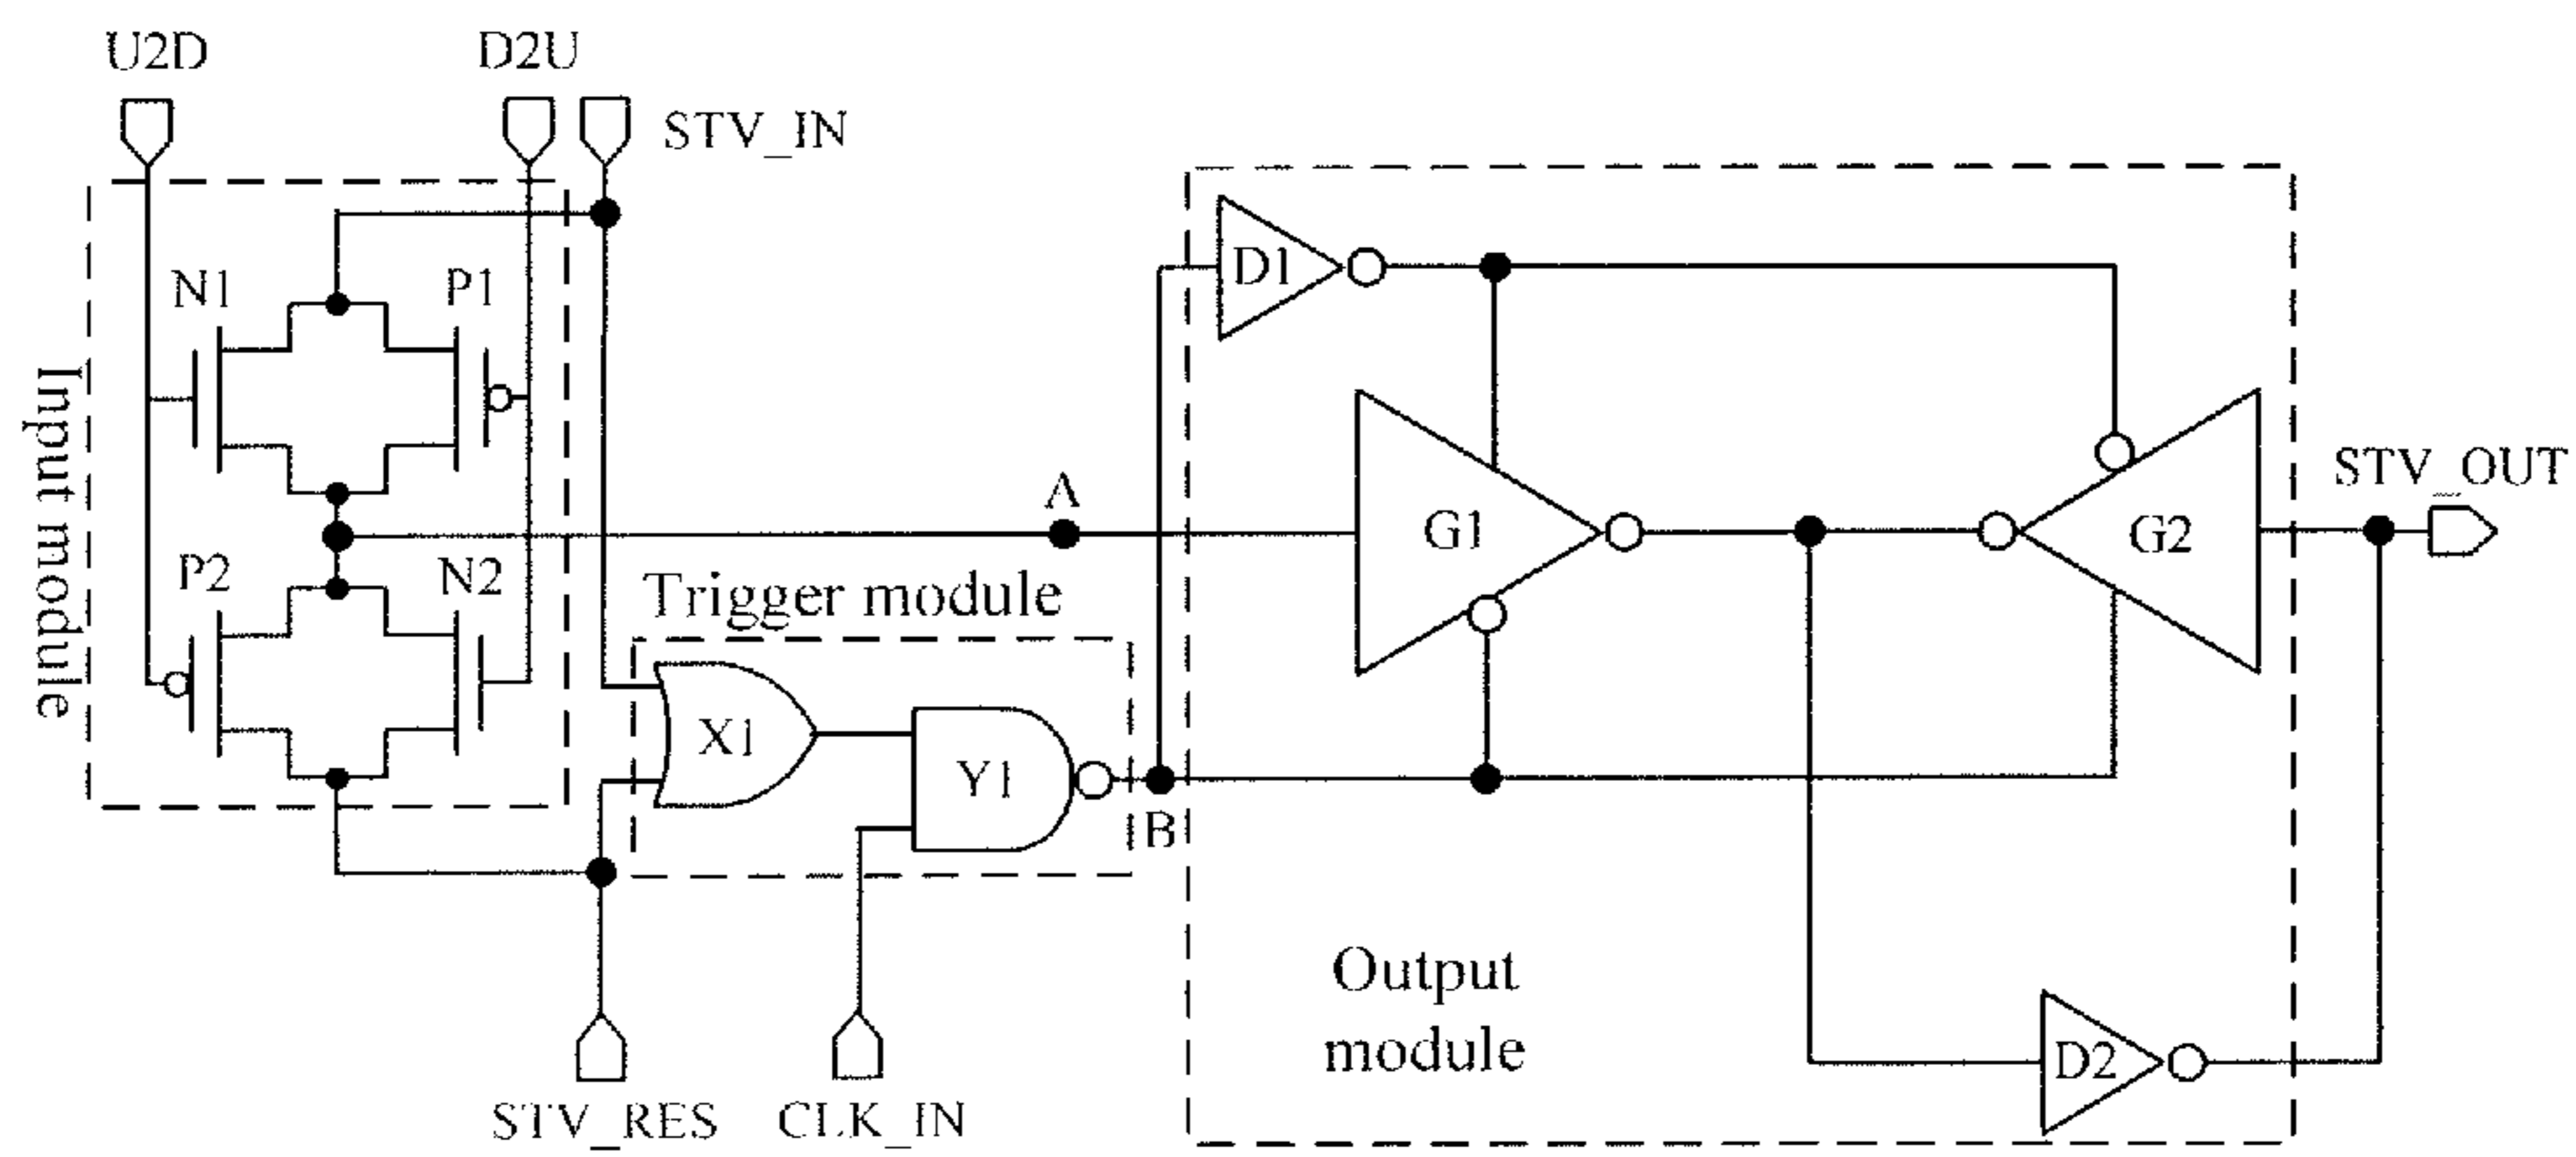 U2D
D2U
STV_IN
N1
P1
D1
Input module
A
G1
G2
STV_OUT
P2
N2
Trigger module
X1
Y1
B
Output
module
D2
STV_RES
CLK_IN